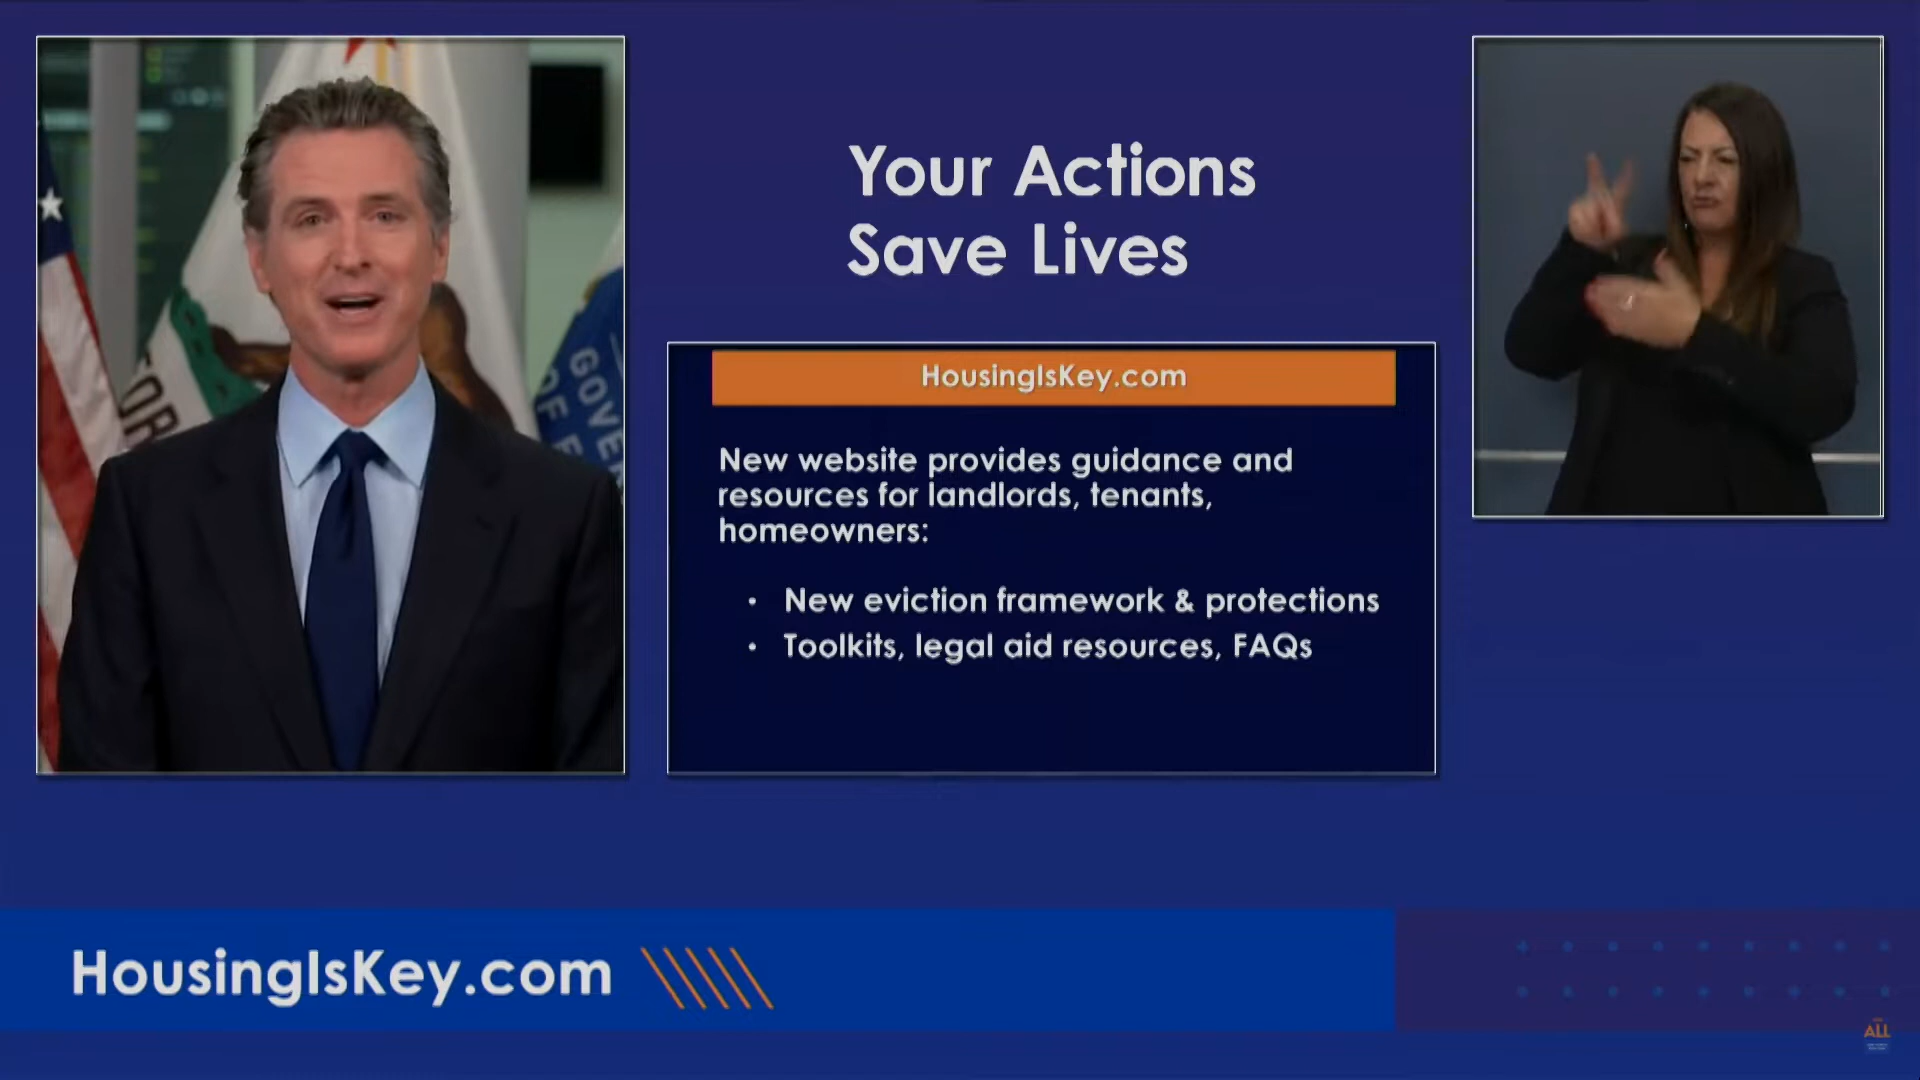 Your Actions
Save Lives
HousingIsKey.com
New website provides guidance and
resources for landlords, tenants,
homeowners:
• New eviction framework & protections
• Toolkits, legal aid resources, FAQs
HousingIsKey.com
ALL